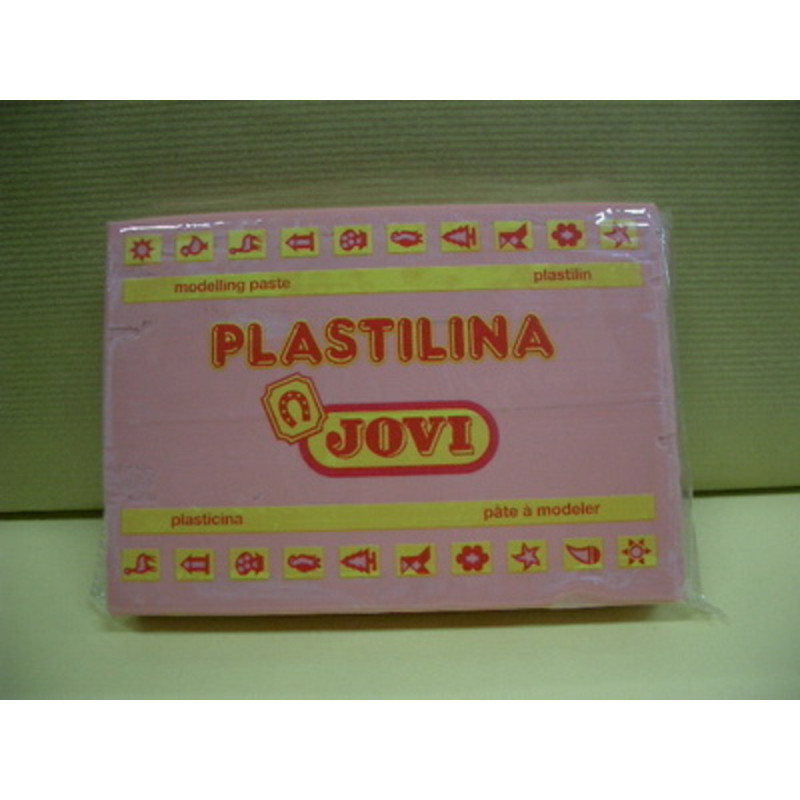 modelling paste plastilin
PLASTILINA
JOVI
plasticina pâte à modeler